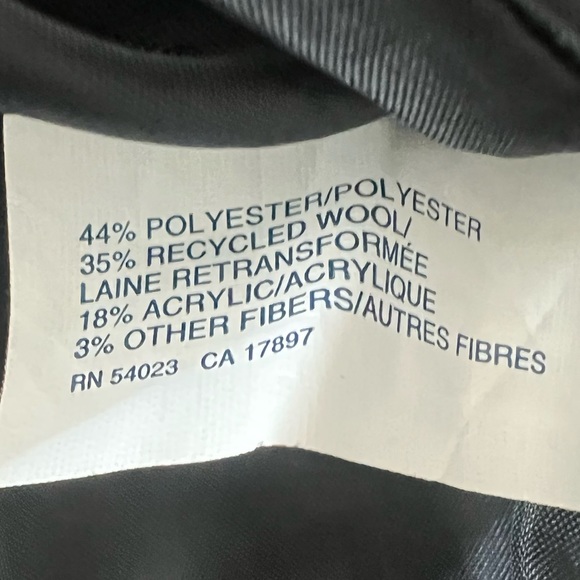 44% POLYESTER/POLYESTER
35% RECYCLED WOOL/
LAINE RETRANSFORMÉE
18% ACRYLIC/ACRYLIQUE
3% OTHER FIBERS/AUTRES FIBRES
RN 54023 CA 17897